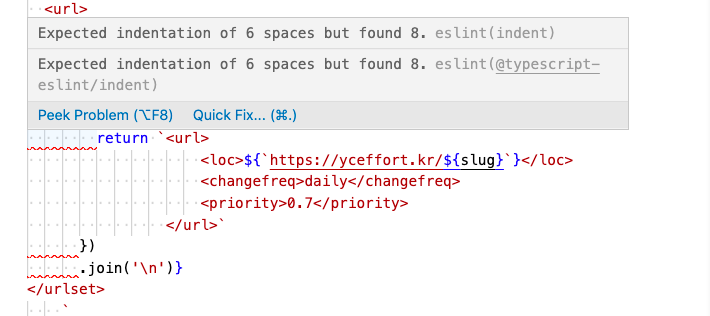 <url>
Expected indentation of 6 spaces but found 8. eslint(indent)
Expected indentation of 6 spaces but found 8. eslint(@typescript-
eslint/indent)
Peek Problem (⌥F8) Quick Fix... (⌘.)
return `<url>
<loc>${`https://yceffort.kr/${slug}`}</loc>
<changefreq>daily</changefreq>
<priority>0.7</priority>
</url>`
})
.join('\n')}
</urlset>
`